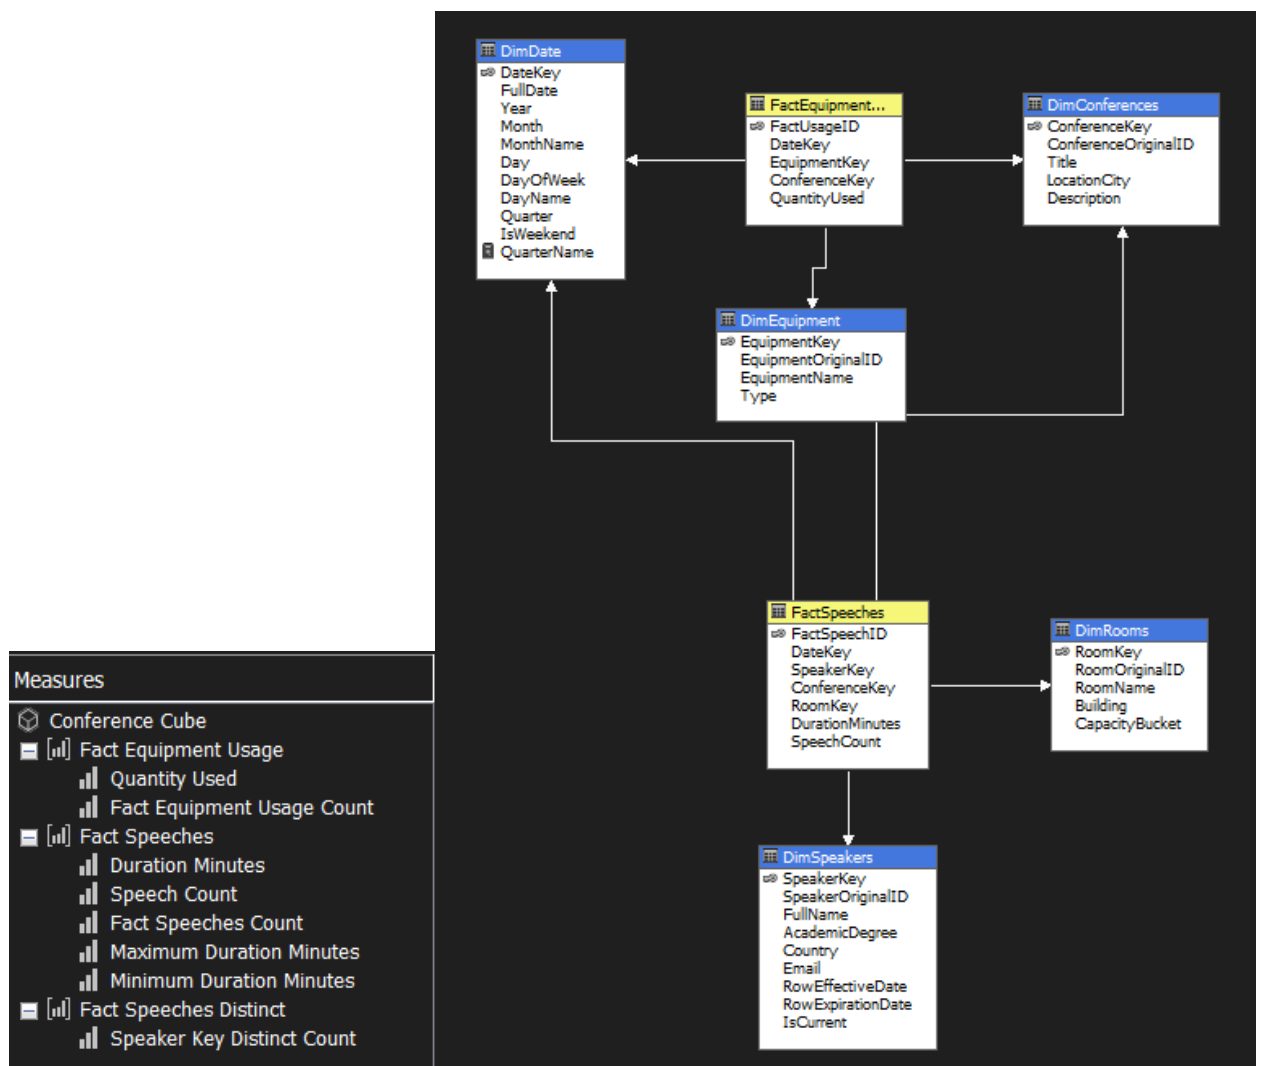 DimDate
DateKey
FullDate
Year
Month
MonthName
Day
DayOfWeek
DayName
Quarter
IsWeekend
QuarterName
FactEquipment...
FactUsageID
DateKey
EquipmentKey
ConferenceKey
QuantityUsed
DimConferences
ConferenceKey
ConferenceOriginalID
Title
LocationCity
Description
DimEquipment
EquipmentKey
EquipmentOriginalID
EquipmentName
Type
FactSpeeches
FactSpeechID
DateKey
SpeakerKey
ConferenceKey
RoomKey
DurationMinutes
SpeechCount
DimRooms
RoomKey
RoomOriginalID
RoomName
Building
CapacityBucket
DimSpeakers
SpeakerKey
SpeakerOriginalID
FullName
AcademicDegree
Country
Email
RowEffectiveDate
RowExpirationDate
IsCurrent
Measures
Conference Cube
Fact Equipment Usage
Quantity Used
Fact Equipment Usage Count
Fact Speeches
Duration Minutes
Speech Count
Fact Speeches Count
Maximum Duration Minutes
Minimum Duration Minutes
Fact Speeches Distinct
Speaker Key Distinct Count